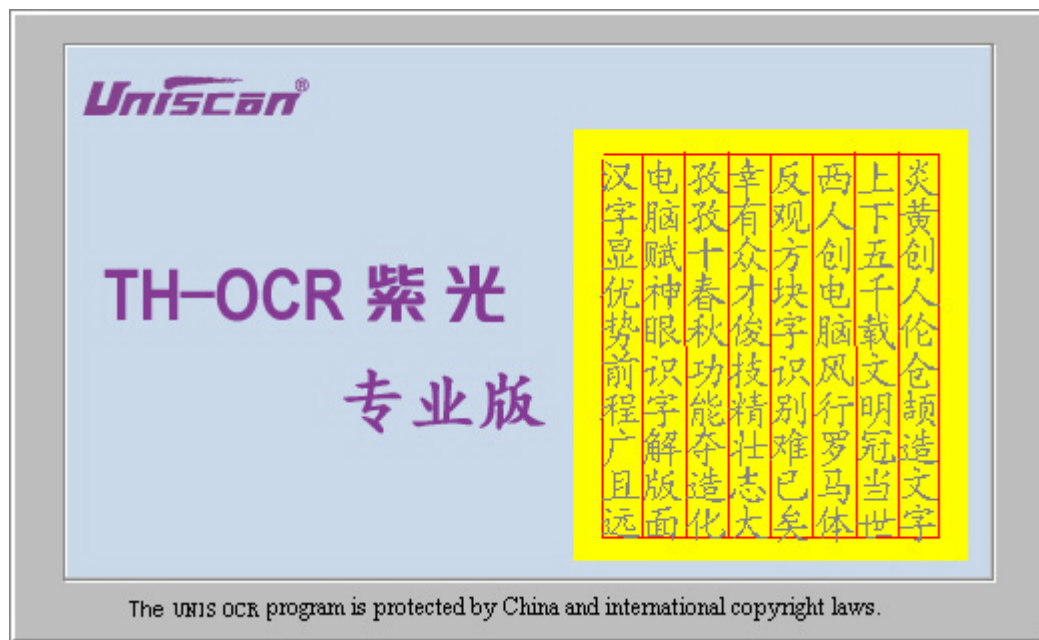 Uniscan®
TH-OCR 紫光
专业版
炎黄创人伦仓颉造文字
上下五千载文明冠当世
西人创电脑风行罗马体
反观方块字识别难已矣
幸有众才俊技精壮志大
孜孜十春秋功能夺造化
电脑赋神眼识字解版面
汉字显优势前程广且远
The UNIS OCR program is protected by China and international copyright laws.